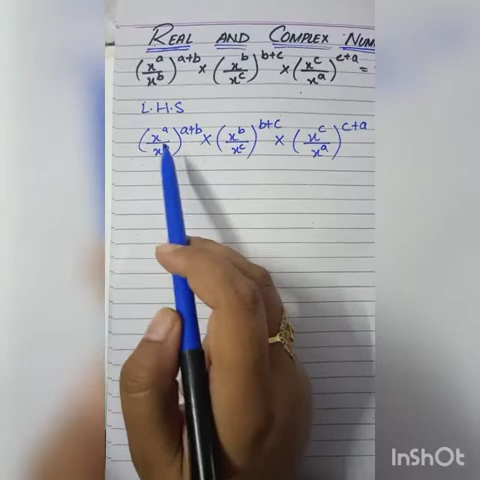 REAL AND COMPLEX NUM
(x^a/x^b)^a+b × (x^b/x^c)^b+c × (x^c/x^a)^c+a =
L.H.S
(x^a/x)^a+b × (x^b/x^c)^b+c × (x^c/x^a)^c+a
InShOt